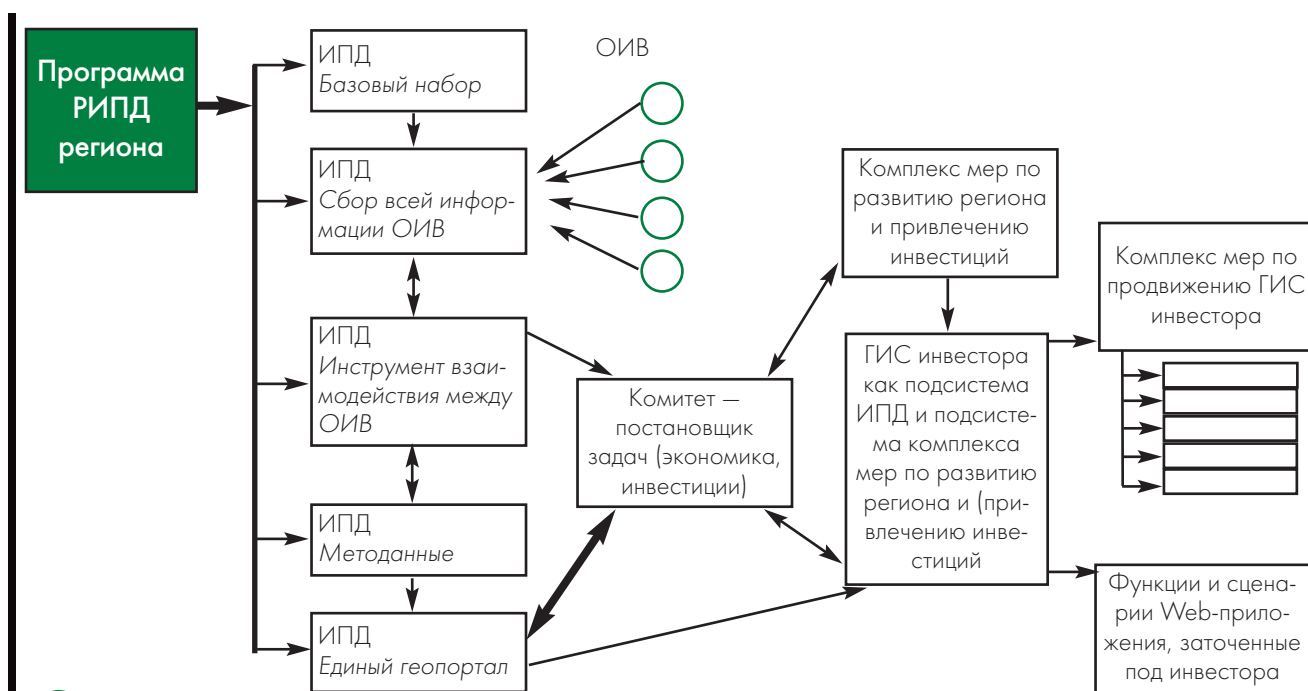 Программа
РИПД
региона
ИПД
Базовый набор
ИПД
Сбор всей инфор-
мации ОИВ
ИПД
Инструмент взаи-
модействия между
ОИВ
ИПД
Методанные
ИПД
Единый геопортал
ОИВ
Комитет —
постановщик
задач (экономика,
инвестиции)
Комплекс мер по
развитию региона
и привлечению
инвестиций
ГИС инвестора
как подсистема
ИПД и подсисте-
ма комплекса
мер по развитию
региона и (при-
влечению инве-
стиций
Комплекс мер по
продвижению ГИС
инвестора
Функции и сцена-
рии Web-прило-
жения, заточенные
под инвестора